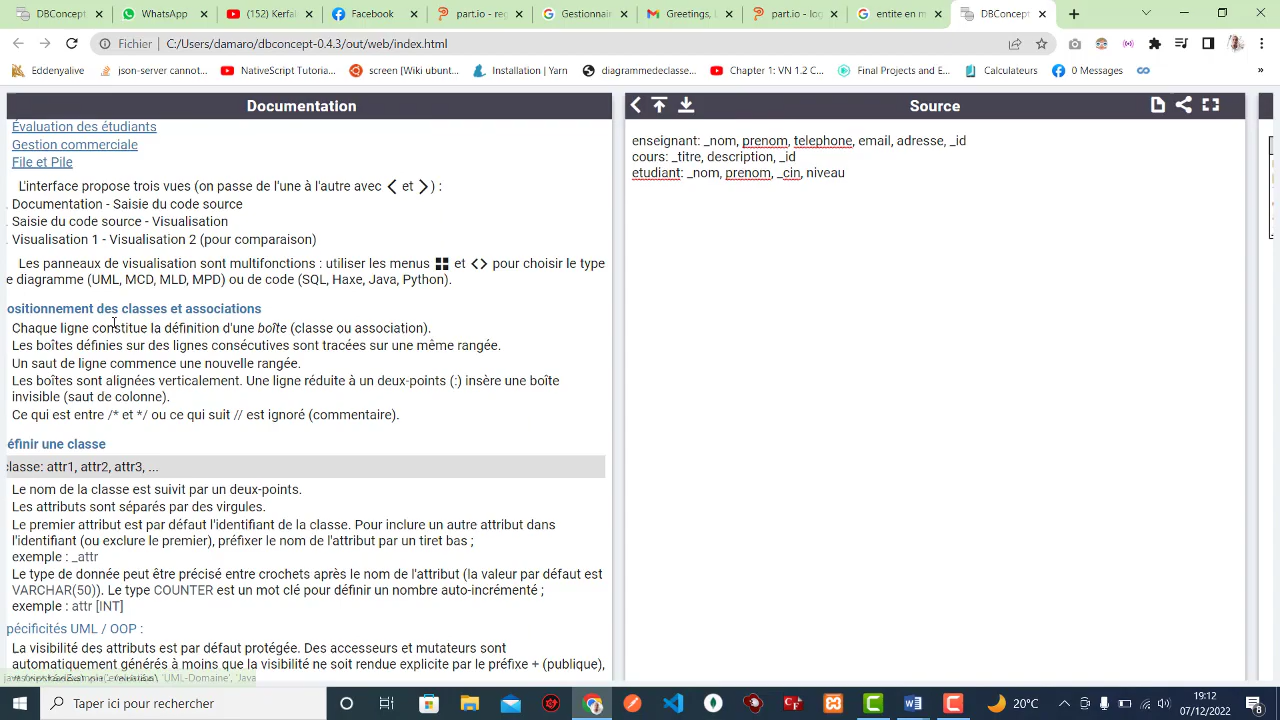 DBConcept
WhatsApp
(152) Kerfai
Facebook
part.io - reg
Gestionnair
Greetings, I
part.io - log
entite en m
DBConcept
Fichier | C:/Users/damaro/dbconcept-0.4.3/out/web/index.html
Eddenyalive
json-server cannot...
NativeScript Tutoria...
screen [Wiki ubunt...
Installation | Yarn
diagrammedeclasse...
Chapter 1: VN 1.2 C...
Final Projects and E...
Calculateurs
0 Messages
»
Documentation
Évaluation des étudiants
Gestion commerciale
File et Pile
L'interface propose trois vues (on passe de l'une à l'autre avec < et >) :
Documentation - Saisie du code source
Saisie du code source - Visualisation
Visualisation 1 - Visualisation 2 (pour comparaison)
Les panneaux de visualisation sont multifonctions : utiliser les menus et <> pour choisir le type
e diagramme (UML, MCD, MLD, MPD) ou de code (SQL, Haxe, Java, Python).
ositionnement des classes et associations
Chaque ligne constitue la définition d'une boîte (classe ou association).
Les boîtes définies sur des lignes consécutives sont tracées sur une même rangée.
Un saut de ligne commence une nouvelle rangée.
Les boîtes sont alignées verticalement. Une ligne réduite à un deux-points (:) insère une boîte
invisible (saut de colonne).
Ce qui est entre /* et */ ou ce qui suit // est ignoré (commentaire).
éfinir une classe
classe: attr1, attr2, attr3, ...
Le nom de la classe est suivit par un deux-points.
Les attributs sont séparés par des virgules.
Le premier attribut est par défaut l'identifiant de la classe. Pour inclure un autre attribut dans
l'identifiant (ou exclure le premier), préfixer le nom de l'attribut par un tiret bas ;
exemple : _attr
Le type de donnée peut être précisé entre crochets après le nom de l'attribut (la valeur par défaut est
VARCHAR(50)). Le type COUNTER est un mot clé pour définir un nombre auto-incrémenté ;
exemple : attr [INT]
pécificités UML / OOP :
La visibilité des attributs est par défaut protégée. Des accesseurs et mutateurs sont
automatiquement générés à moins que la visibilité ne soit rendue explicite par le préfixe + (publique),
Source
enseignant: _nom, prenom, telephone, email, adresse, _id
cours: _titre, description, _id
etudiant: _nom, prenom, _cin, niveau
Taper ici pour rechercher
20°C
19:12
07/12/2022
8